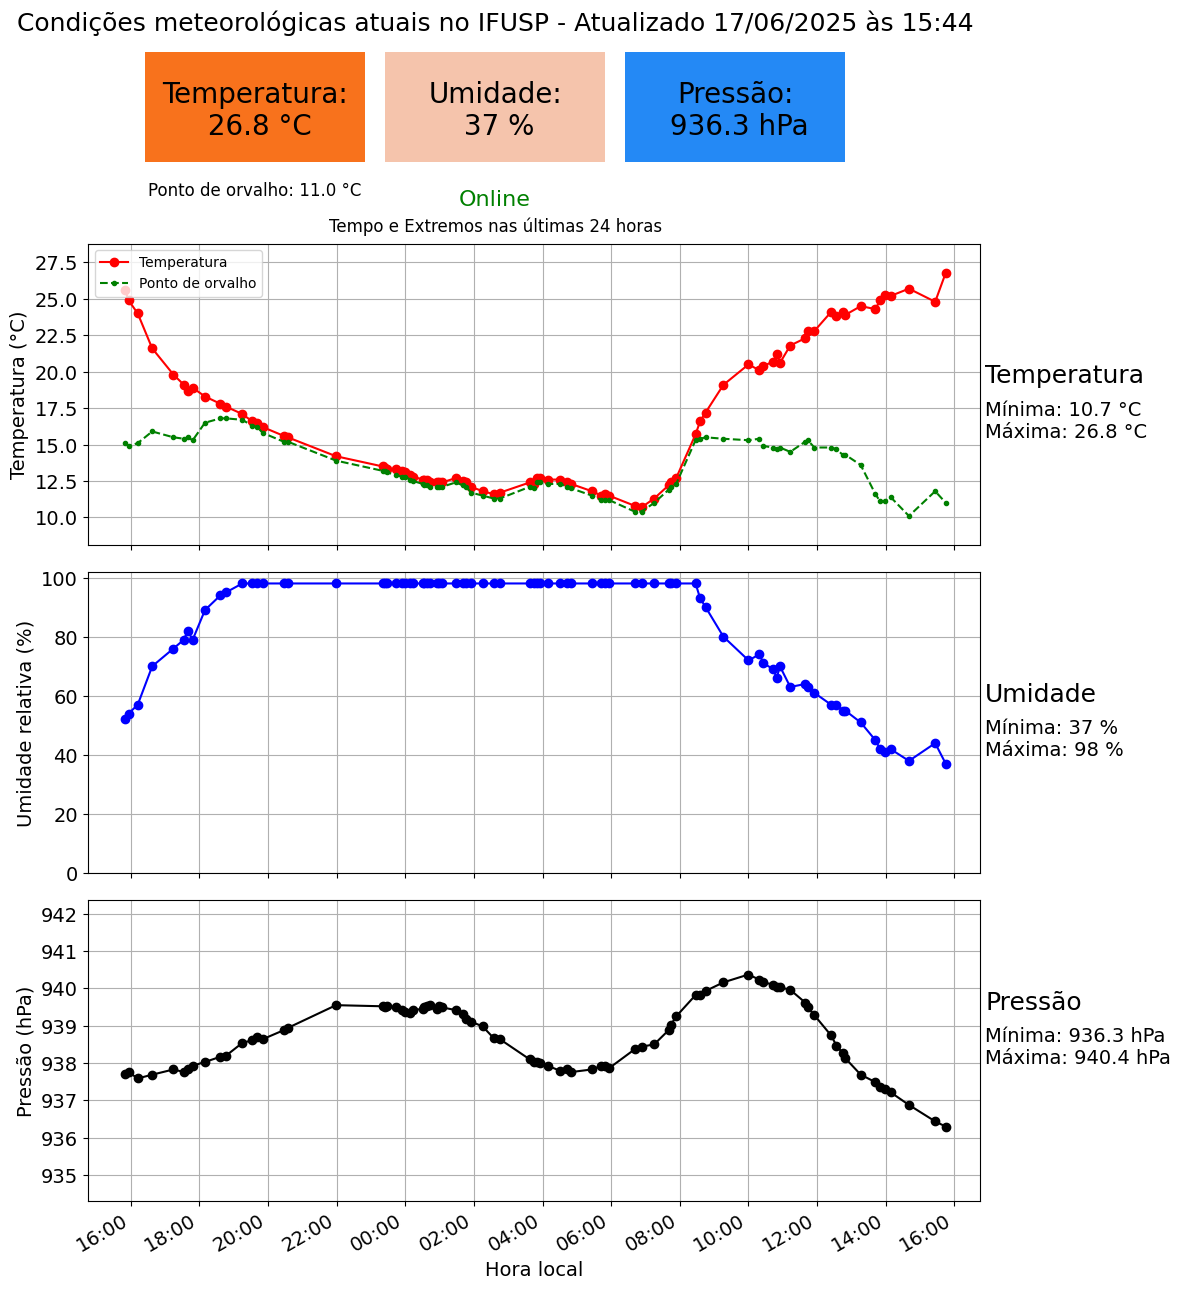 Condições meteorológicas atuais no IFUSP - Atualizado 17/06/2025 às 15:44
Temperatura:
26.8 °C
Umidade:
37 %
Pressão:
936.3 hPa
Ponto de orvalho: 11.0 °C
Online
Tempo e Extremos nas últimas 24 horas
Temperatura (°C)
27.5
25.0
22.5
20.0
17.5
15.0
12.5
10.0
Temperatura
Ponto de orvalho
Temperatura
Mínima: 10.7 °C
Máxima: 26.8 °C
Umidade relativa (%)
100
80
60
40
20
0
Umidade
Mínima: 37 %
Máxima: 98 %
Pressão (hPa)
942
941
940
939
938
937
936
935
Pressão
Mínima: 936.3 hPa
Máxima: 940.4 hPa
16:00 18:00 20:00 22:00 00:00 02:00 04:00 06:00 08:00 10:00 12:00 14:00 16:00
Hora local